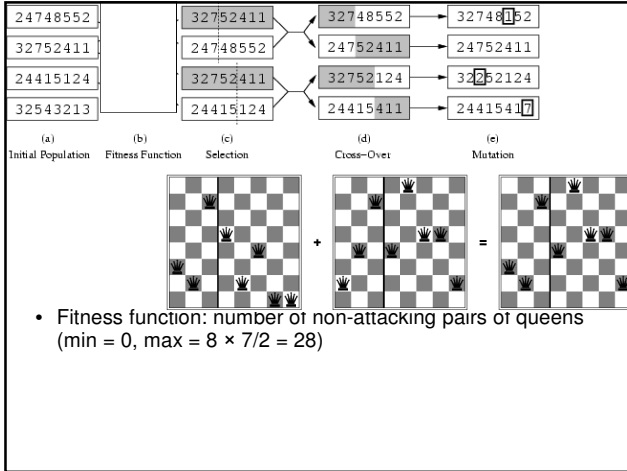 24748552 32752411 32748552 32748152
32752411 24748552 24752411 24752411
24415124 32752411 32752124 32252124
32543213 24415124 24415411 24415417
(a) (b) (c) (d) (e)
Initial Population Fitness Function Selection Cross-Over Mutation
+ =
• Fitness function: number of non-attacking pairs of queens
(min = 0, max = 8 × 7/2 = 28)